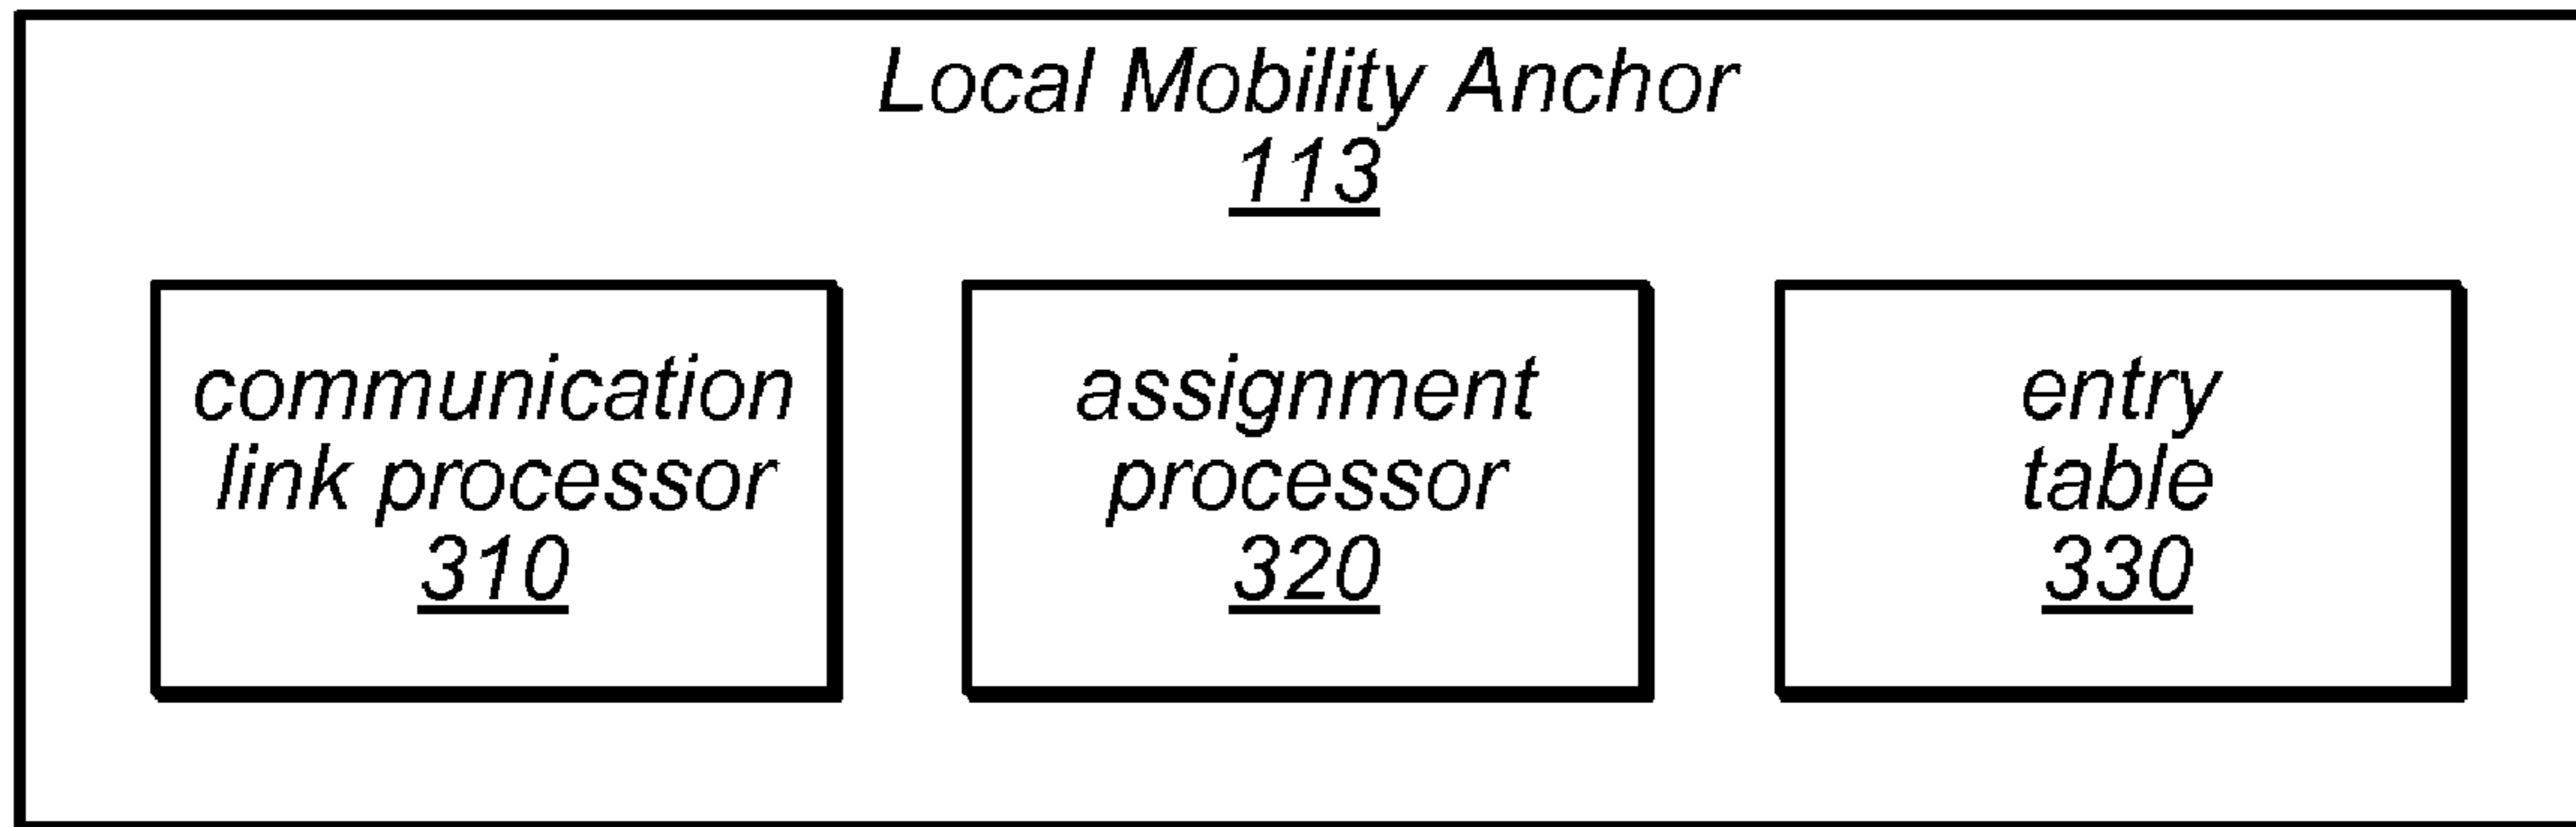 Local Mobility Anchor
113
communication
link processor
310
assignment
processor
320
entry
table
330